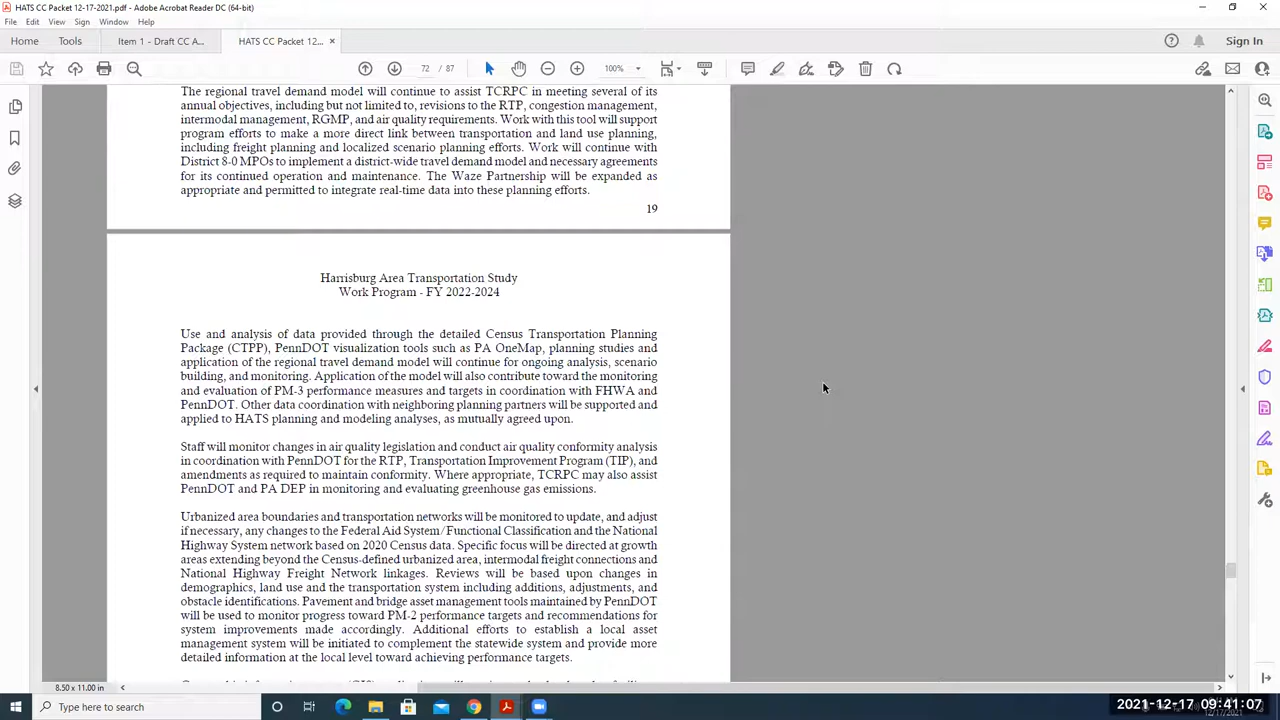 HATS CC Packet 12-17-2021.pdf - Adobe Acrobat Reader DC (64-bit)
File Edit View Sign Window Help
Home Tools Item 1 - Draft CC A... HATS CC Packet 12... × Sign In
72 / 87 100%
The regional travel demand model will continue to assist TCRPC in meeting several of its
annual objectives, including but not limited to, revisions to the RTP, congestion management,
intermodal management, RGMP, and air quality requirements. Work with this tool will support
program efforts to make a more direct link between transportation and land use planning,
including freight planning and localized scenario planning efforts. Work will continue with
District 8-0 MPOs to implement a district-wide travel demand model and necessary agreements
for its continued operation and maintenance. The Waze Partnership will be expanded as
appropriate and permitted to integrate real-time data into these planning efforts.
19
Harrisburg Area Transportation Study
Work Program - FY 2022-2024
Use and analysis of data provided through the detailed Census Transportation Planning
Package (CTPP), PennDOT visualization tools such as PA OneMap, planning studies and
application of the regional travel demand model will continue for ongoing analysis, scenario
building, and monitoring. Application of the model will also contribute toward the monitoring
and evaluation of PM-3 performance measures and targets in coordination with FHWA and
PennDOT. Other data coordination with neighboring planning partners will be supported and
applied to HATS planning and modeling analyses, as mutually agreed upon.
Staff will monitor changes in air quality legislation and conduct air quality conformity analysis
in coordination with PennDOT for the RTP, Transportation Improvement Program (TIP), and
amendments as required to maintain conformity. Where appropriate, TCRPC may also assist
PennDOT and PA DEP in monitoring and evaluating greenhouse gas emissions.
Urbanized area boundaries and transportation networks will be monitored to update, and adjust
if necessary, any changes to the Federal Aid System/Functional Classification and the National
Highway System network based on 2020 Census data. Specific focus will be directed at growth
areas extending beyond the Census-defined urbanized area, intermodal freight connections and
National Highway Freight Network linkages. Reviews will be based upon changes in
demographics, land use and the transportation system including additions, adjustments, and
obstacle identifications. Pavement and bridge asset management tools maintained by PennDOT
will be used to monitor progress toward PM-2 performance targets and recommendations for
system improvements made accordingly. Additional efforts to establish a local asset
management system will be initiated to complement the statewide system and provide more
detailed information at the local level toward achieving performance targets.
8.50 x 11.00 in
Type here to search
2021-12-17 09:41:07